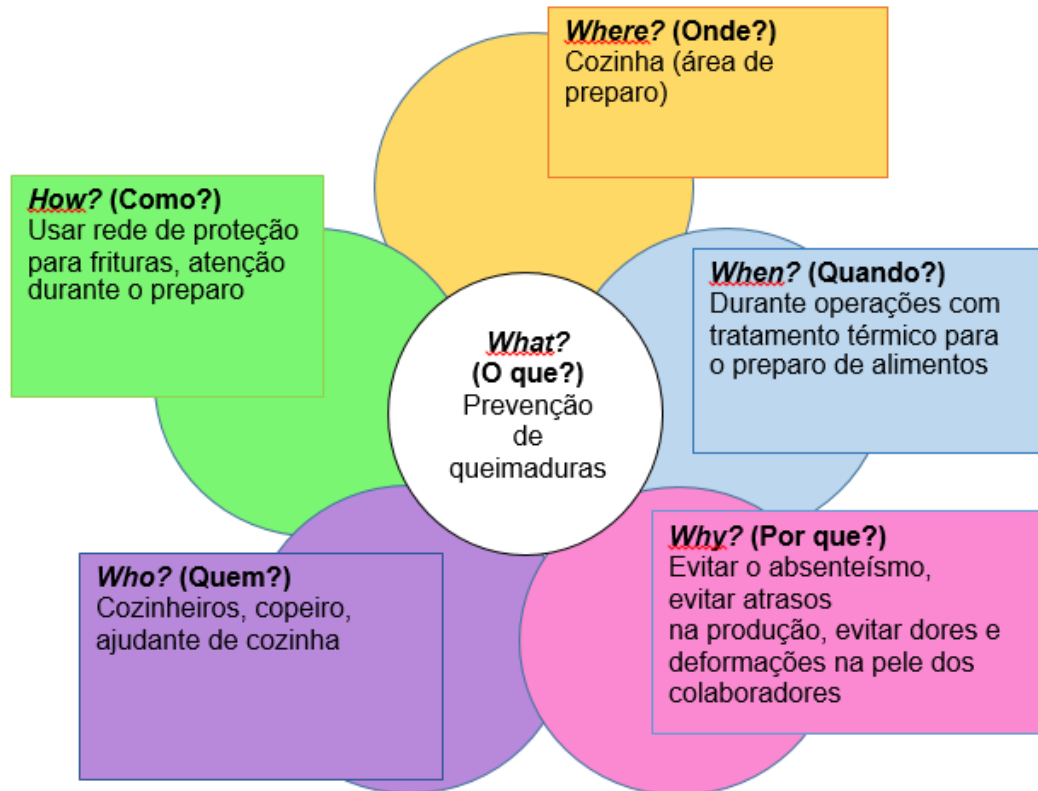 Where? (Onde?)
Cozinha (área de
preparo)
How? (Como?)
Usar rede de proteção
para frituras, atenção
durante o preparo
When? (Quando?)
Durante operações com
tratamento térmico para
o preparo de alimentos
What?
(O que?)
Prevenção
de
queimaduras
Who? (Quem?)
Cozinheiros, copeiro,
ajudante de cozinha
Why? (Por que?)
Evitar o absenteísmo,
evitar atrasos
na produção, evitar dores e
deformações na pele dos
colaboradores